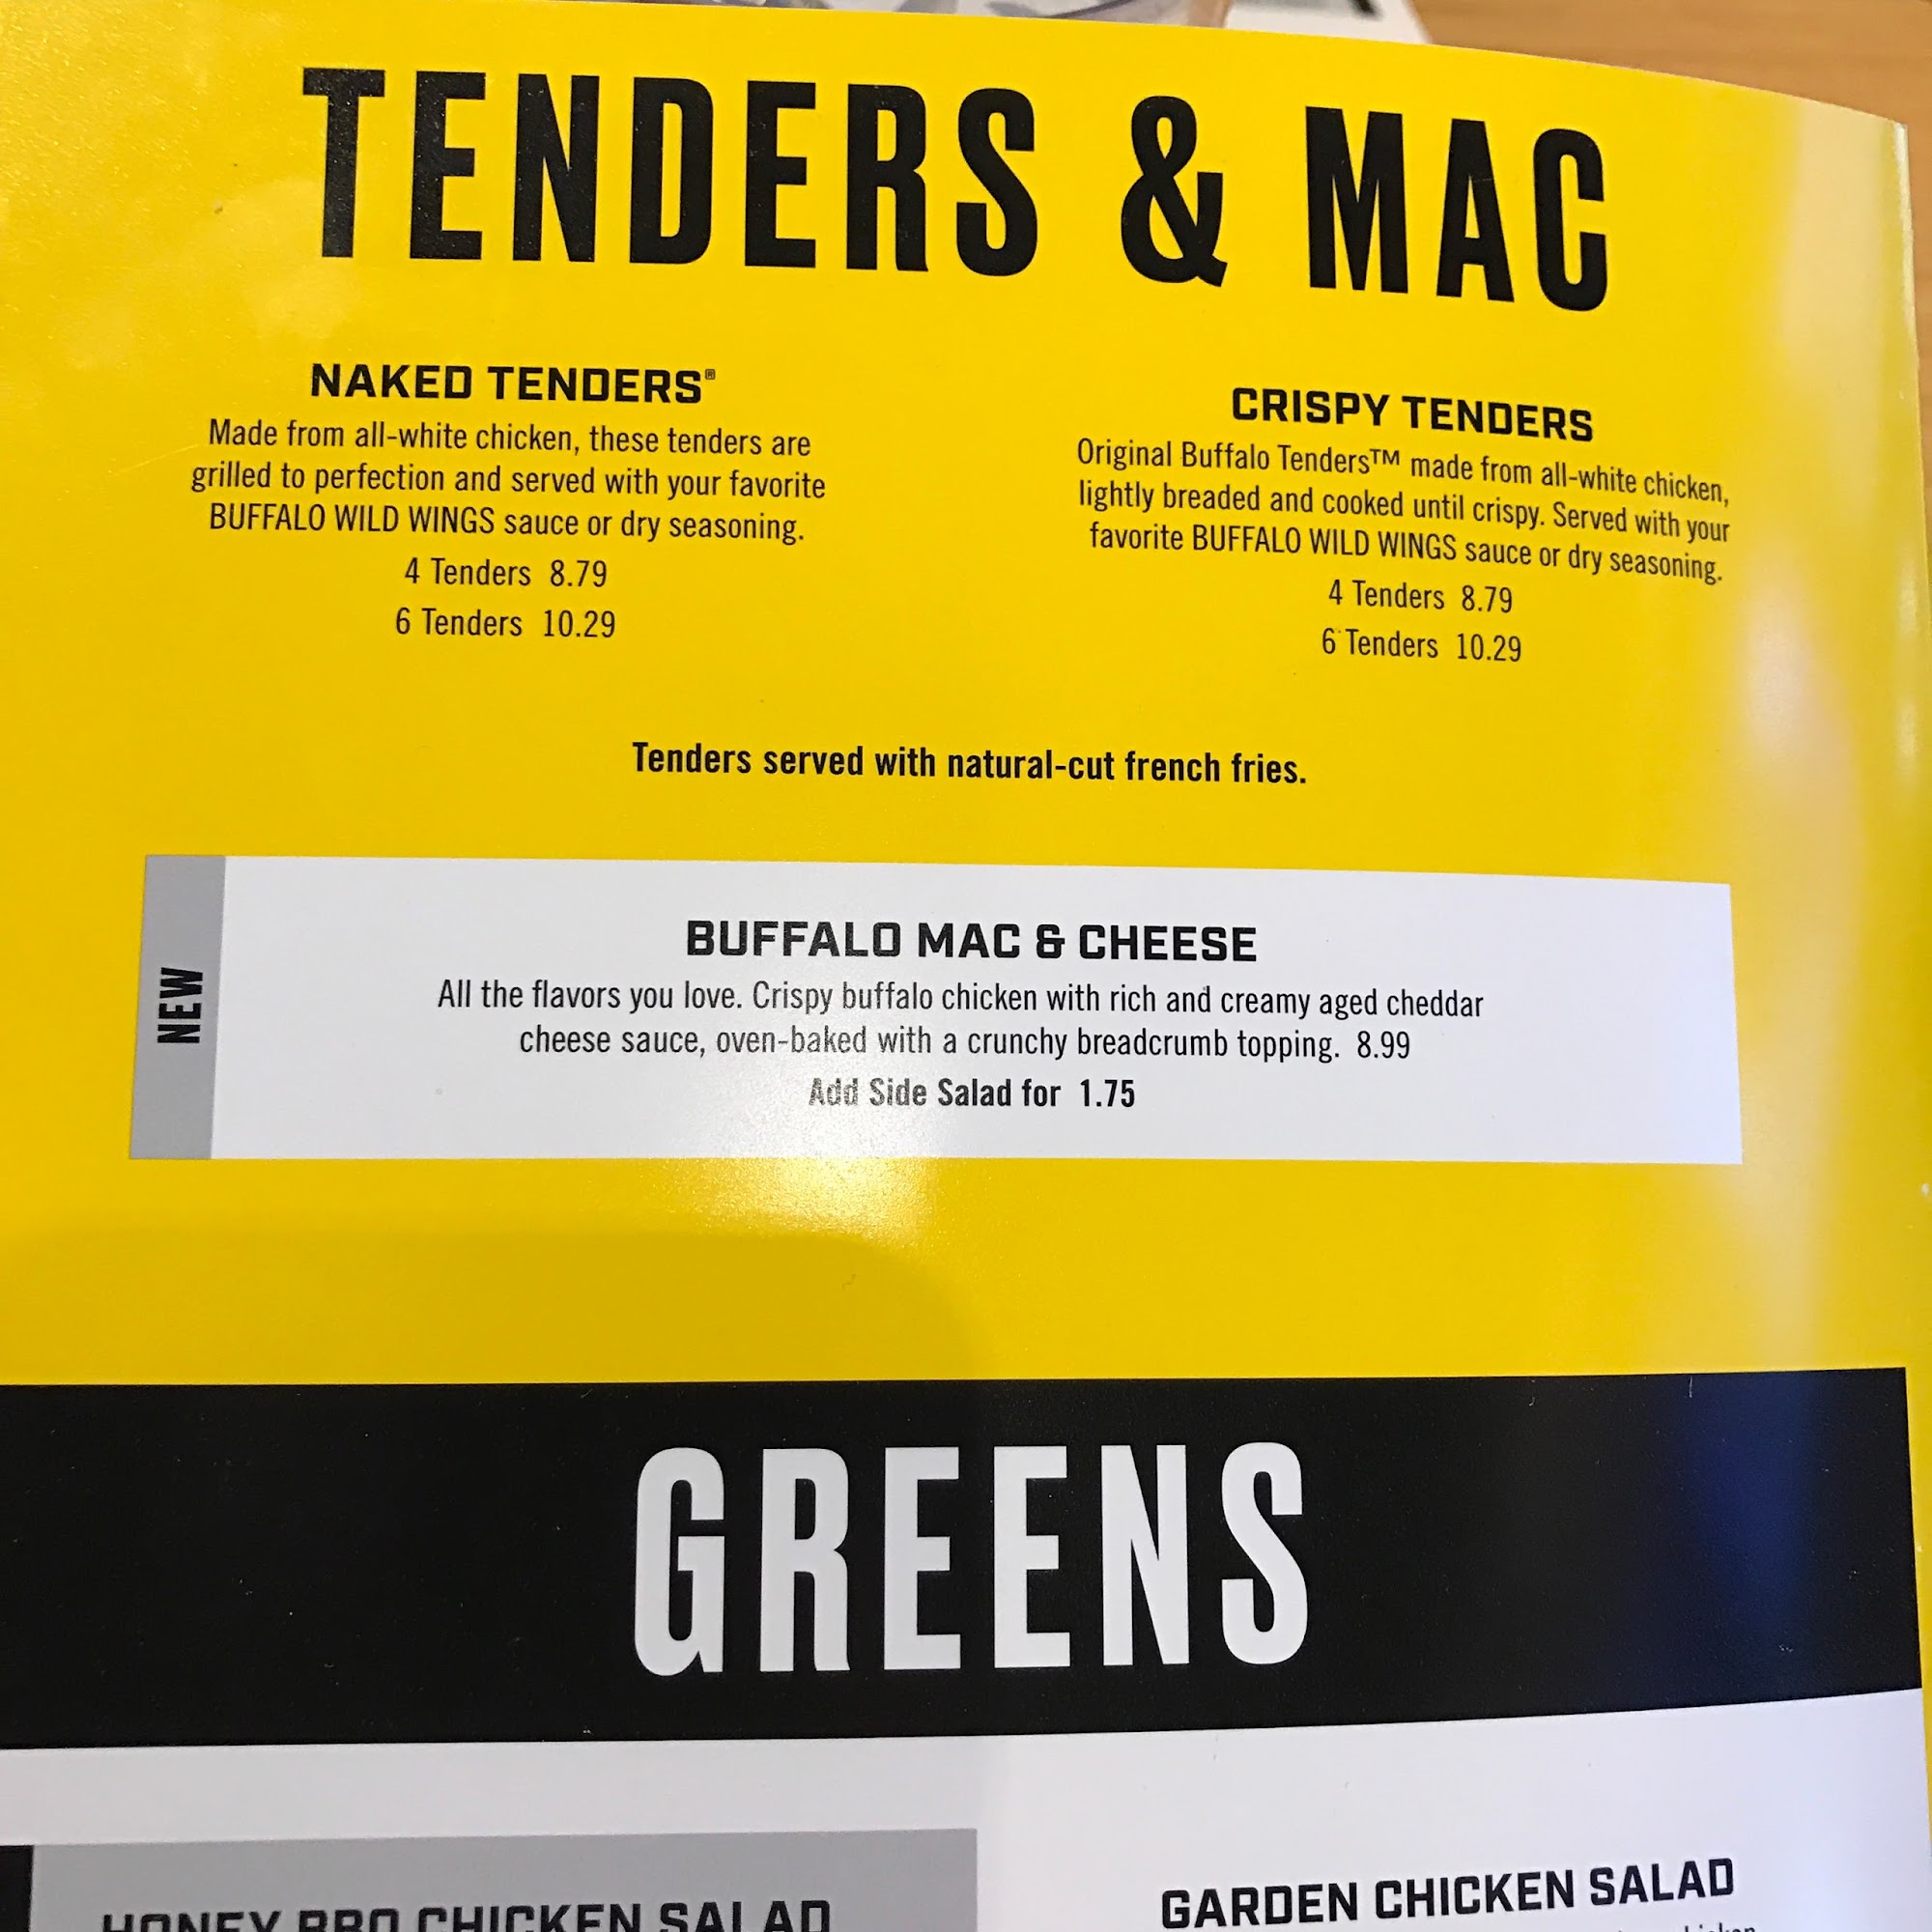 TENDERS & MAC
NAKED TENDERS®
Made from all-white chicken, these tenders are
grilled to perfection and served with your favorite
BUFFALO WILD WINGS sauce or dry seasoning.
4 Tenders 8.79
6 Tenders 10.29
CRISPY TENDERS
Original Buffalo Tenders™ made from all-white chicken,
lightly breaded and cooked until crispy. Served with your
favorite BUFFALO WILD WINGS sauce or dry seasoning.
4 Tenders 8.79
6 Tenders 10.29
Tenders served with natural-cut french fries.
NEW
BUFFALO MAC & CHEESE
All the flavors you love. Crispy buffalo chicken with rich and creamy aged cheddar
cheese sauce, oven-baked with a crunchy breadcrumb topping. 8.99
Add Side Salad for 1.75
GREENS
HONEY BBQ CHICKEN SALAD
GARDEN CHICKEN SALAD